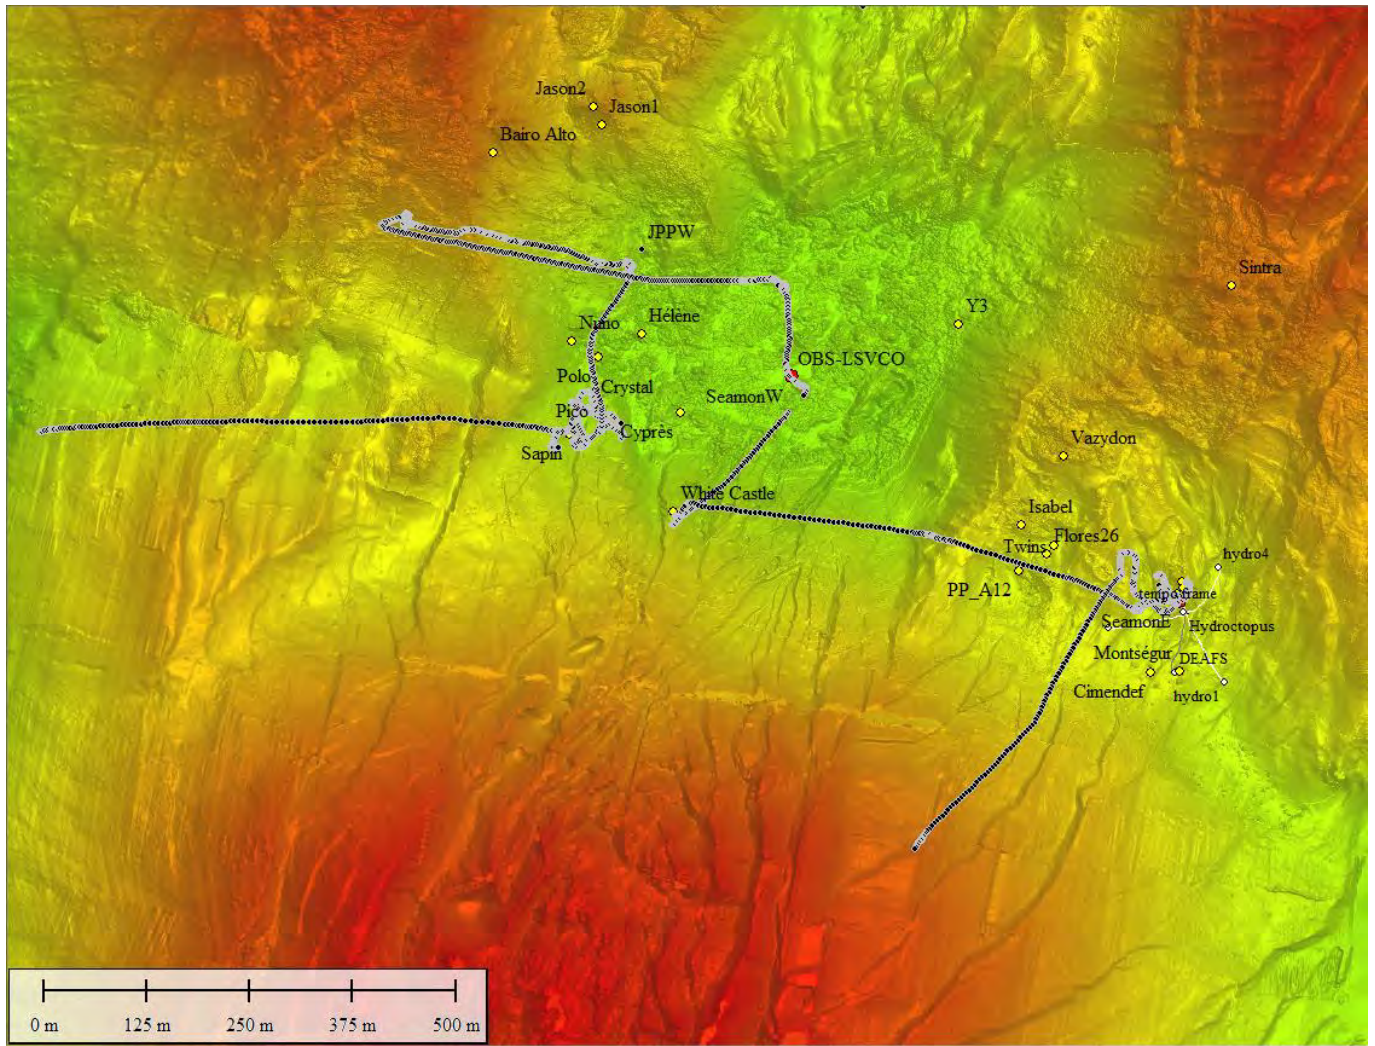 Jason2
Jason1
Bairo Alto
JPPW
Sintra
Y3
Nuno
Hélène
OBS-LSVCO
Polo
Crystal
SeamonW
Pico
Cyprès
Sapin
Vazydon
White Castle
Isabel
Flores26
Twins
hydro4
PP_A12
tempo frame
SeamonE
Hydroctopus
Montségur
DEAFS
Cimendef
hydro1
0 m 125 m 250 m 375 m 500 m